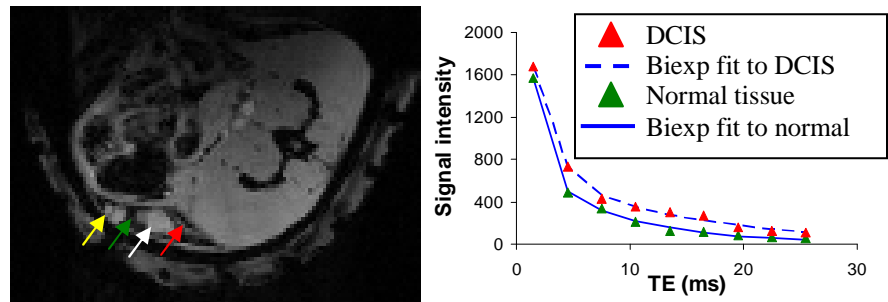 2000
1600
1200
800
400
0
Signal intensity
0
10
20
30
TE (ms)
DCIS
Biexp fit to DCIS
Normal tissue
Biexp fit to normal